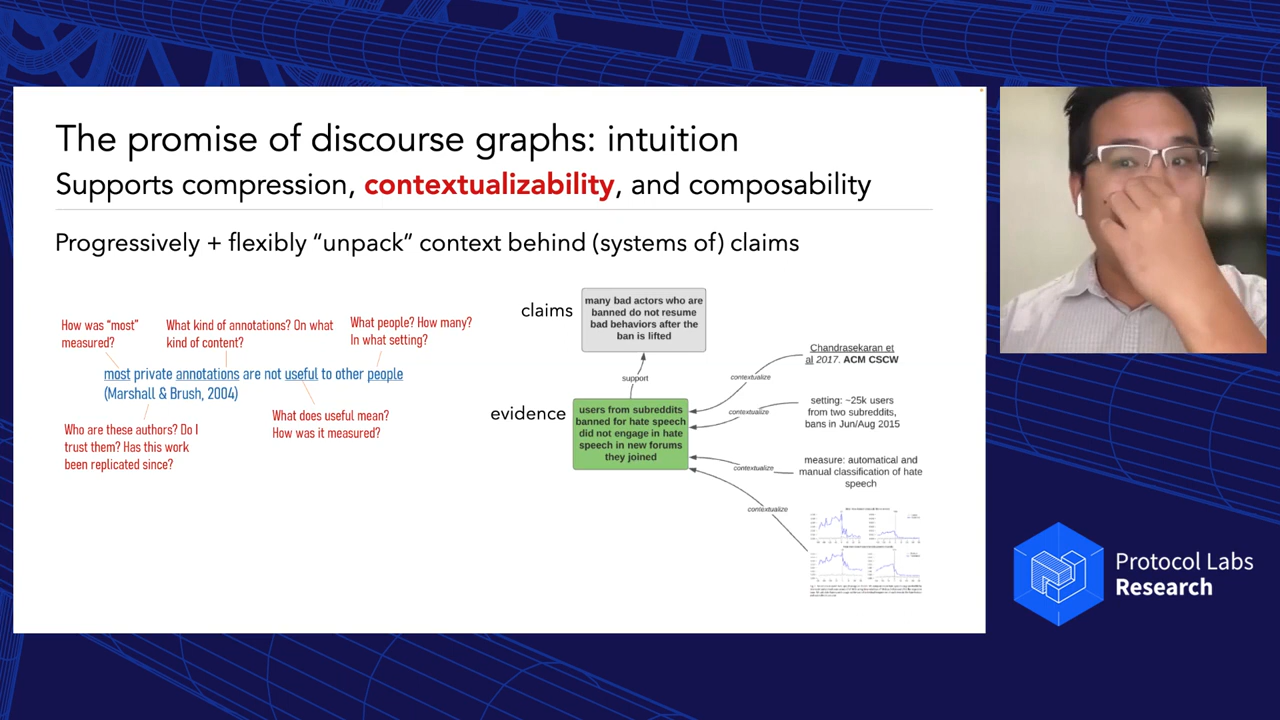 The promise of discourse graphs: intuition
Supports compression, contextualizability, and composability
Progressively + flexibly “unpack” context behind (systems of) claims
How was “most”
measured?
What kind of annotations? On what
kind of content?
What people? How many?
In what setting?
most private annotations are not useful to other people
(Marshall & Brush, 2004)
Who are these authors? Do I
trust them? Has this work
been replicated since?
What does useful mean?
How was it measured?
claims
many bad actors who are
banned do not resume
bad behaviors after the
ban is lifted
support
evidence
users from subreddits
banned for hate speech
did not engage in hate
speech in new forums
they joined
contextualize
Chandrasekaran et
al 2017. ACM CSCW
contextualize
setting: ~25k users
from two subreddits,
bans in Jun/Aug 2015
contextualize
measure: automatical and
manual classification of hate
speech
contextualize
Protocol Labs
Research